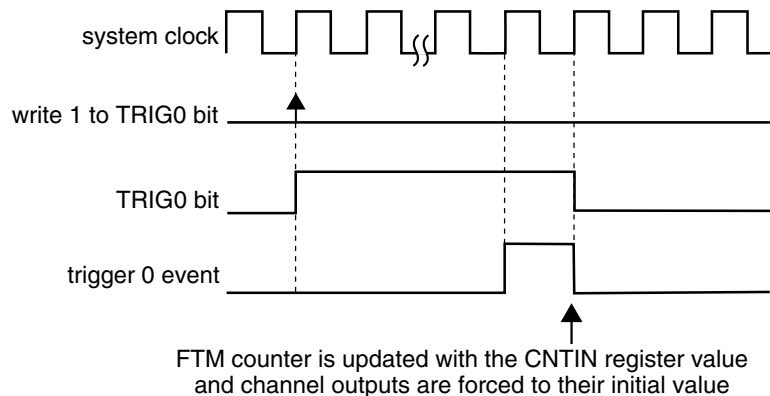 system clock
write 1 to TRIG0 bit
TRIG0 bit
trigger 0 event
FTM counter is updated with the CNTIN register value
and channel outputs are forced to their initial value